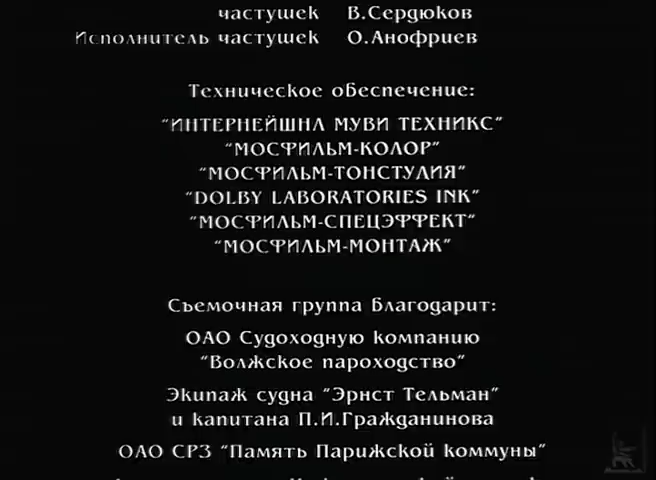 частушек В.Сердюков
Исполнитель частушек О.Анофриев
Техническое обеспечение:
“ИНТЕРНЕЙШНЛ МУВИ ТЕХНИКС”
“МОСФИЛЬМ-КОЛОР”
“МОСФИЛЬМ-ТОНСТУДИЯ”
“DOLBY LABORATORIES INK”
“МОСФИЛЬМ-СПЕЦЭФФЕКТ”
“МОСФИЛЬМ-МОНТАЖ”
Съемочная группа благодарит:
ОАО Судоходную компанию
“Волжское пароходство”
Экипаж судна “Эрнст Тельман”
и капитана П.И.Гражданинова
ОАО СРЗ “Память Парижской коммуны”